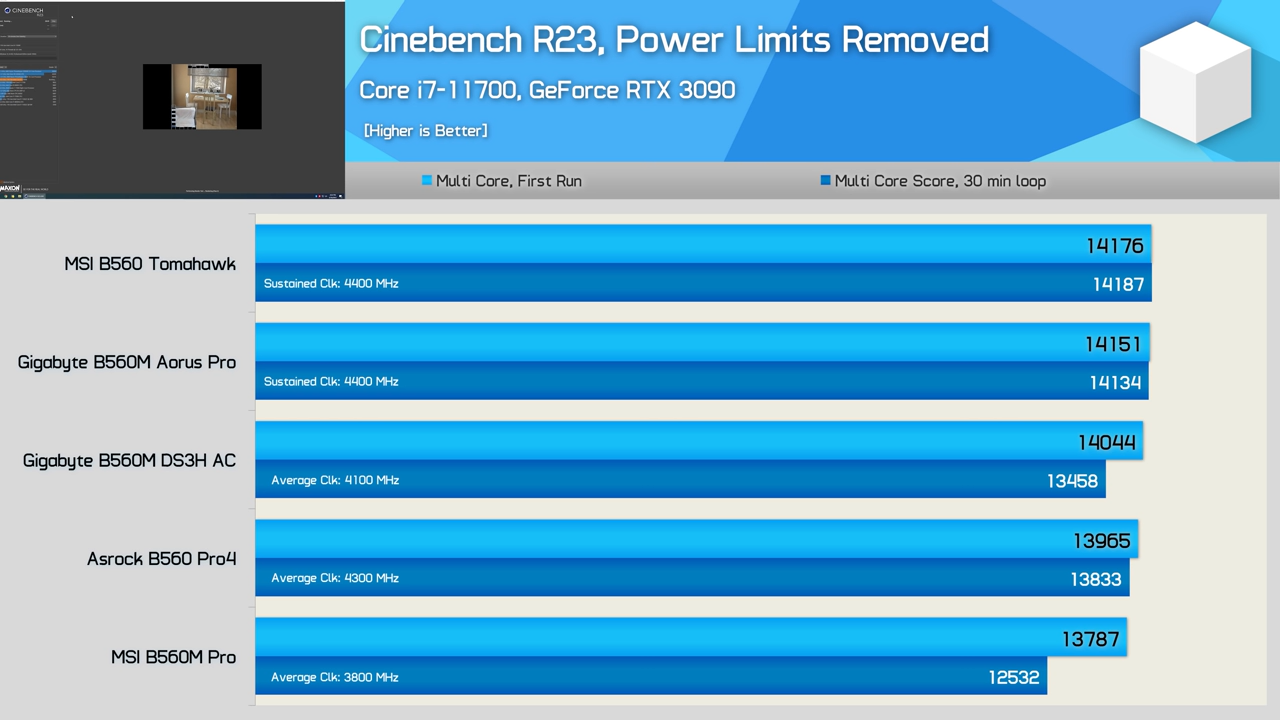 CINEBENCH
R23
MAXON
Cinebench R23, Power Limits Removed
Core i7-11700, GeForce RTX 3090
[Higher is Better]
Multi Core, First Run
Multi Core Score, 30 min loop
MSI B560 Tomahawk
14176
Sustained Clk: 4400 MHz
14187
Gigabyte B560M Aorus Pro
14151
Sustained Clk: 4400 MHz
14134
Gigabyte B560M DS3H AC
14044
Average Clk: 4100 MHz
13458
Asrock B560 Pro4
13965
Average Clk: 4300 MHz
13833
MSI B560M Pro
13787
Average Clk: 3800 MHz
12532